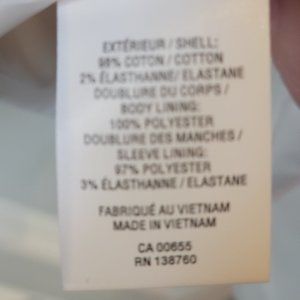 EXTÉRIEUR / SHELL:
98% COTON / COTTON
2% ÉLASTHANNE/ ELASTANE
DOUBLURE DU CORPS /
BODY LINING:
100% POLYESTER
DOUBLURE DES MANCHES /
SLEEVE LINING:
97% POLYESTER
3% ÉLASTHANNE / ELASTANE
FABRIQUÉ AU VIETNAM
MADE IN VIETNAM
CA 00655
RN 138760